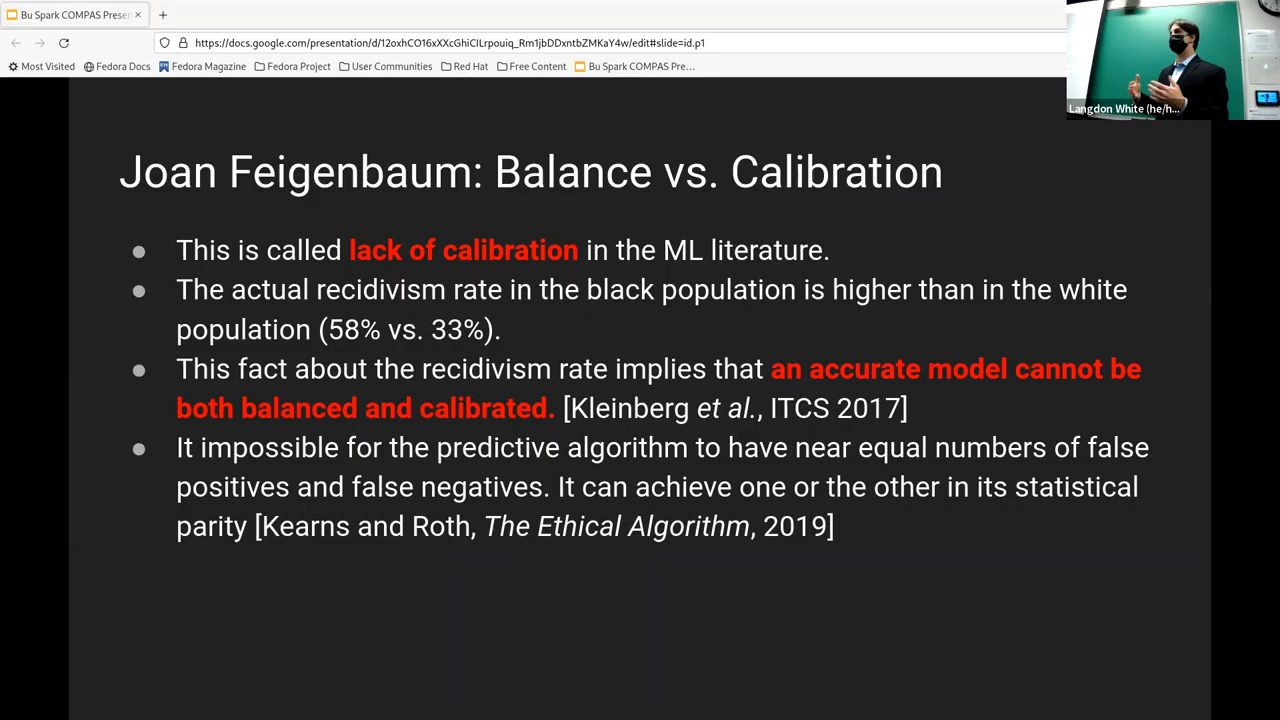 Bu Spark COMPAS Presen
https://docs.google.com/presentation/d/12oxhCO16xXcGhiCILrpouiq_Rm1jbDDxntbZMKaY4w/edit#slide=id.p1
Most Visited Fedora Docs Fedora Magazine Fedora Project User Communities Red Hat Free Content Bu Spark COMPAS Pre…
Langdon White (he/h...
Joan Feigenbaum: Balance vs. Calibration
● This is called lack of calibration in the ML literature.
● The actual recidivism rate in the black population is higher than in the white
population (58% vs. 33%).
● This fact about the recidivism rate implies that an accurate model cannot be
both balanced and calibrated. [Kleinberg et al., ITCS 2017]
● It impossible for the predictive algorithm to have near equal numbers of false
positives and false negatives. It can achieve one or the other in its statistical
parity [Kearns and Roth, The Ethical Algorithm, 2019]